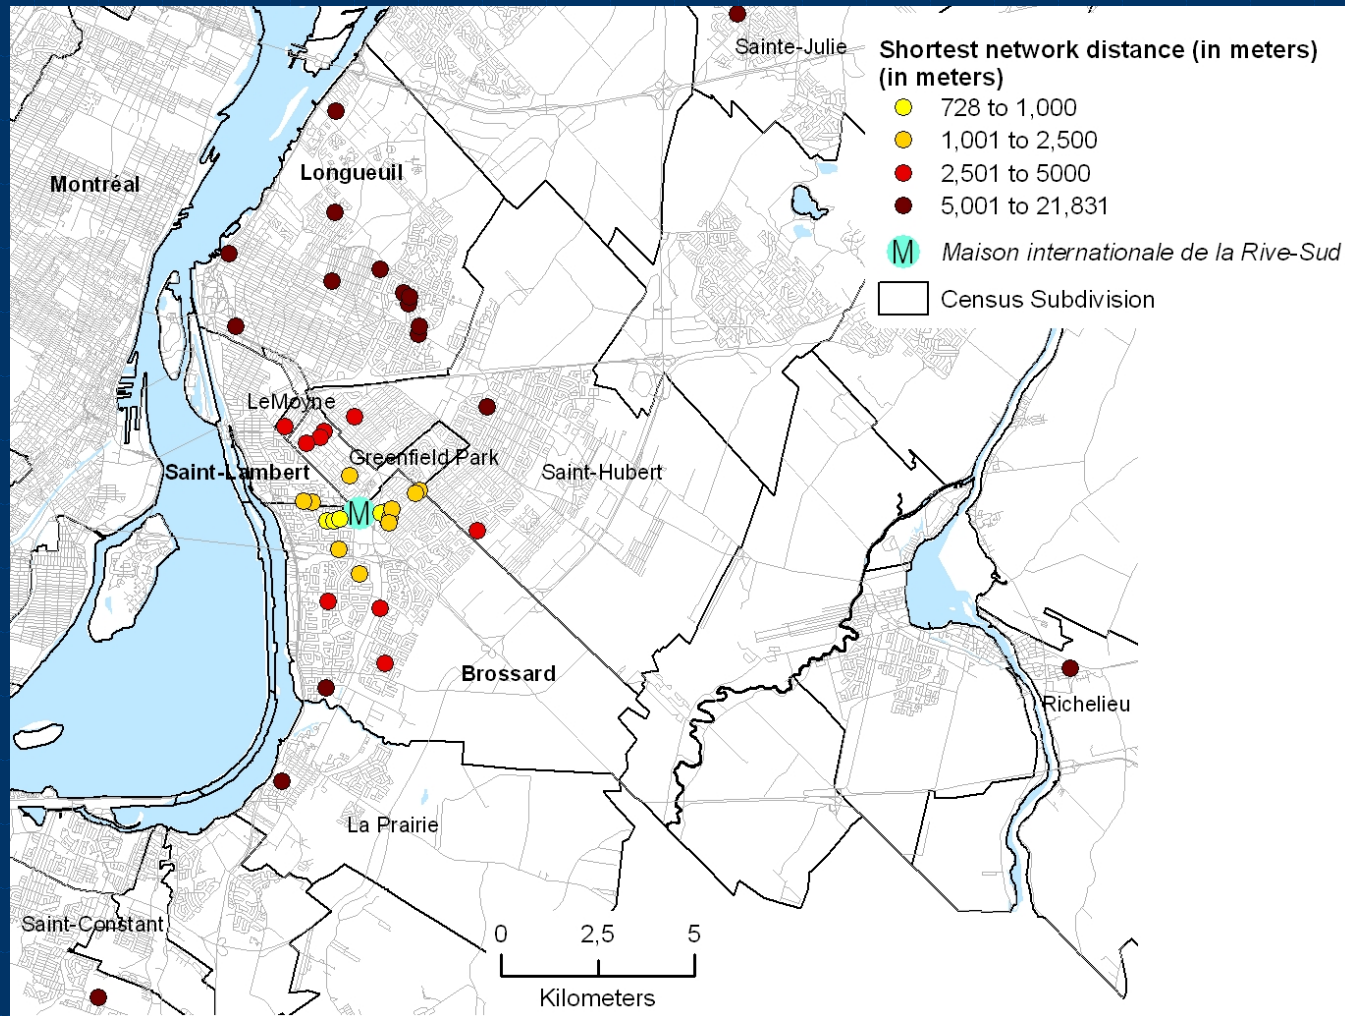 Sainte-Julie
Shortest network distance (in meters)
(in meters)
728 to 1,000
1,001 to 2,500
2,501 to 5000
5,001 to 21,831
M Maison internationale de la Rive-Sud
Census Subdivision
Montréal
Longueuil
LeMoyne
Saint-Lambert
Greenfield Park
Saint-Hubert
M
Brossard
Richelieu
La Prairie
Saint-Constant
0 2,5 5
Kilometers